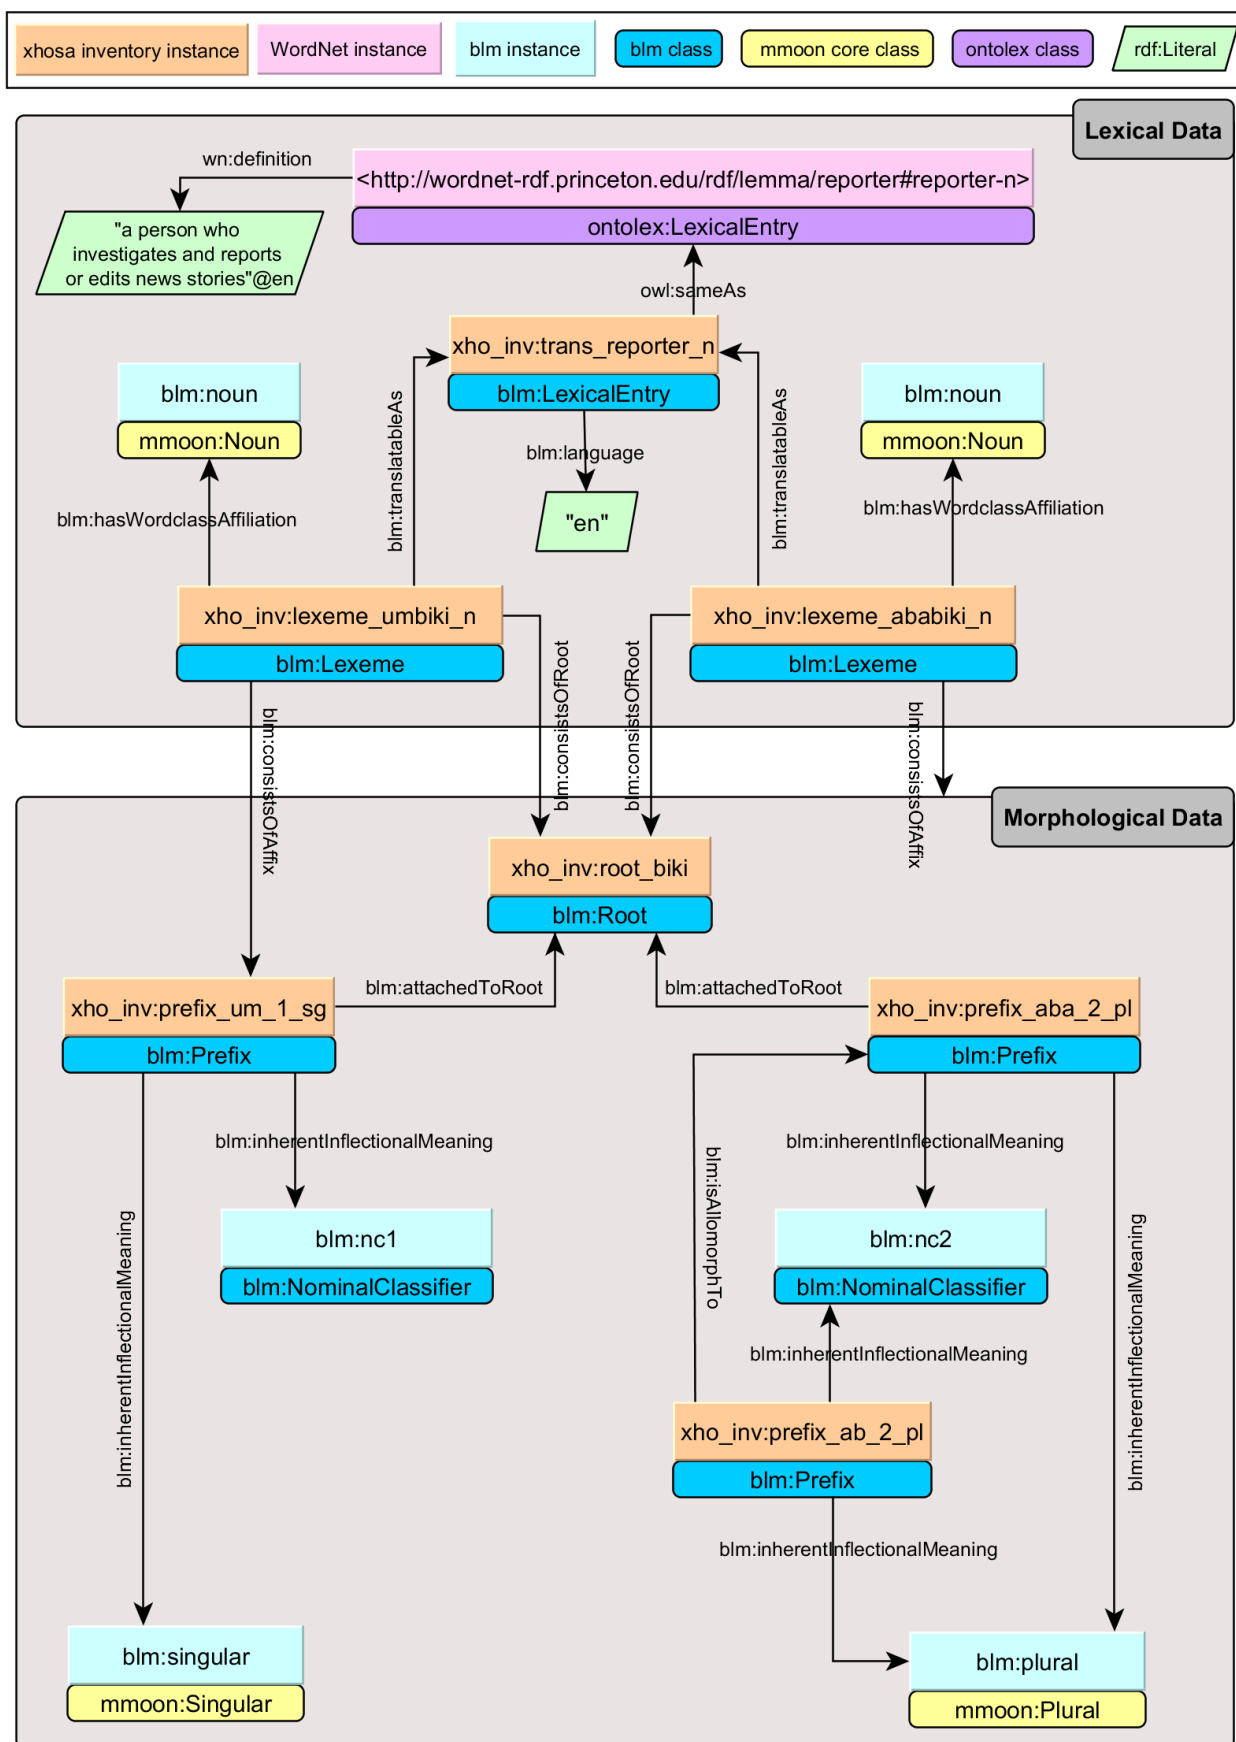 xhosa inventory instance
WordNet instance
blm instance
blm class
mmoon core class
ontolex class
rdf:Literal
Lexical Data
wn:definition
<http://wordnet-rdf.princeton.edu/rdf/lemma/reporter#reporter-n>
ontolex:LexicalEntry
"a person who
investigates and reports
or edits news stories"@en
owl:sameAs
xho_inv:trans_reporter_n
blm:LexicalEntry
blm:noun
mmoon:Noun
blm:noun
mmoon:Noun
blm:translatableAs
blm:language
blm:translatableAs
"en"
blm:hasWordclassAffiliation
blm:hasWordclassAffiliation
xho_inv:lexeme_umbiki_n
blm:Lexeme
xho_inv:lexeme_ababiki_n
blm:Lexeme
blm:consistsOfAffix
blm:consistsOfRoot
blm:consistsOfRoot
blm:consistsOfAffix
Morphological Data
xho_inv:root_biki
blm:Root
xho_inv:prefix_um_1_sg
blm:Prefix
blm:attachedToRoot
blm:attachedToRoot
xho_inv:prefix_aba_2_pl
blm:Prefix
blm:inherentInflectionalMeaning
blm:inherentInflectionalMeaning
blm:isAllomorphTo
blm:nc1
blm:NominalClassifier
blm:nc2
blm:NominalClassifier
blm:inherentInflectionalMeaning
blm:inherentInflectionalMeaning
blm:inherentInflectionalMeaning
xho_inv:prefix_ab_2_pl
blm:Prefix
blm:inherentInflectionalMeaning
blm:singular
mmoon:Singular
blm:plural
mmoon:Plural